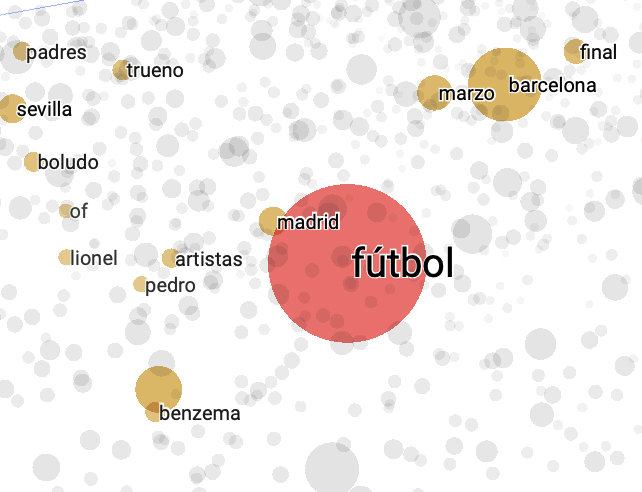 padres
final
trueno
barcelona
marzo
sevilla
boludo
of
madrid
lionel
artistas
fútbol
pedro
benzema